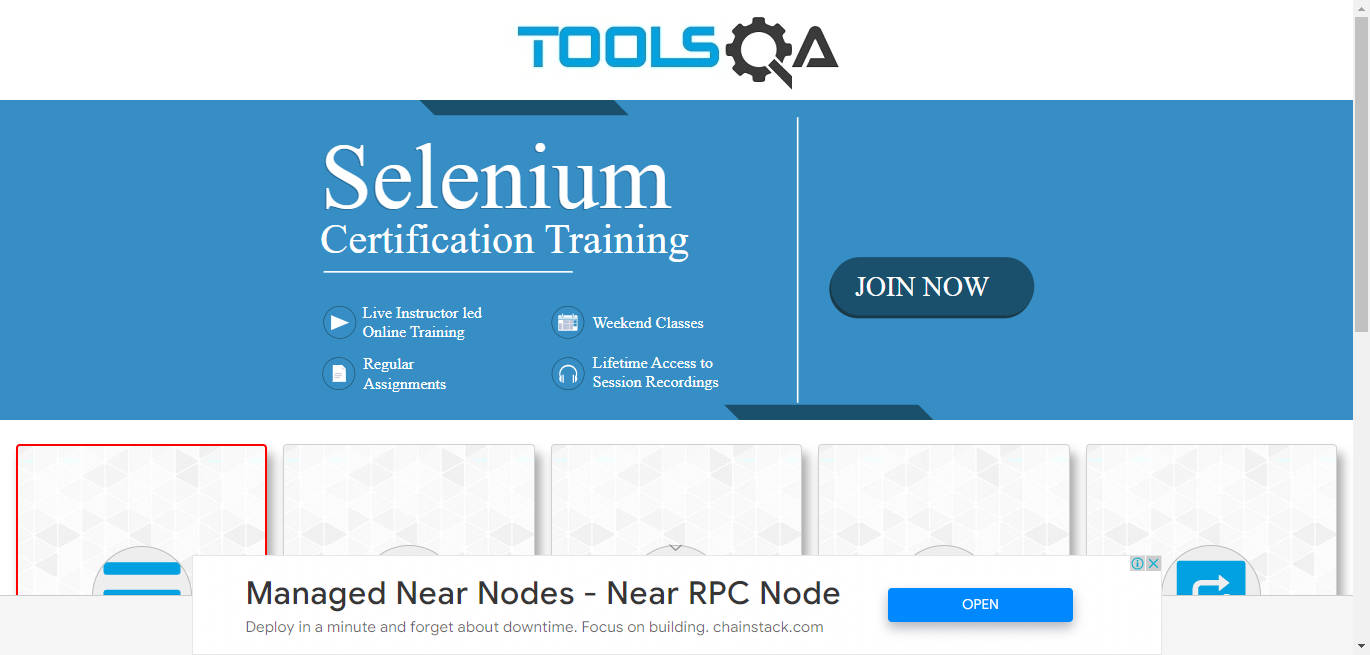 TOOLSQA
Selenium
Certification Training
JOIN NOW
Live Instructor led
Online Training
Weekend Classes
Regular
Assignments
Lifetime Access to
Session Recordings
Managed Near Nodes - Near RPC Node
Deploy in a minute and forget about downtime. Focus on building. chainstack.com
OPEN